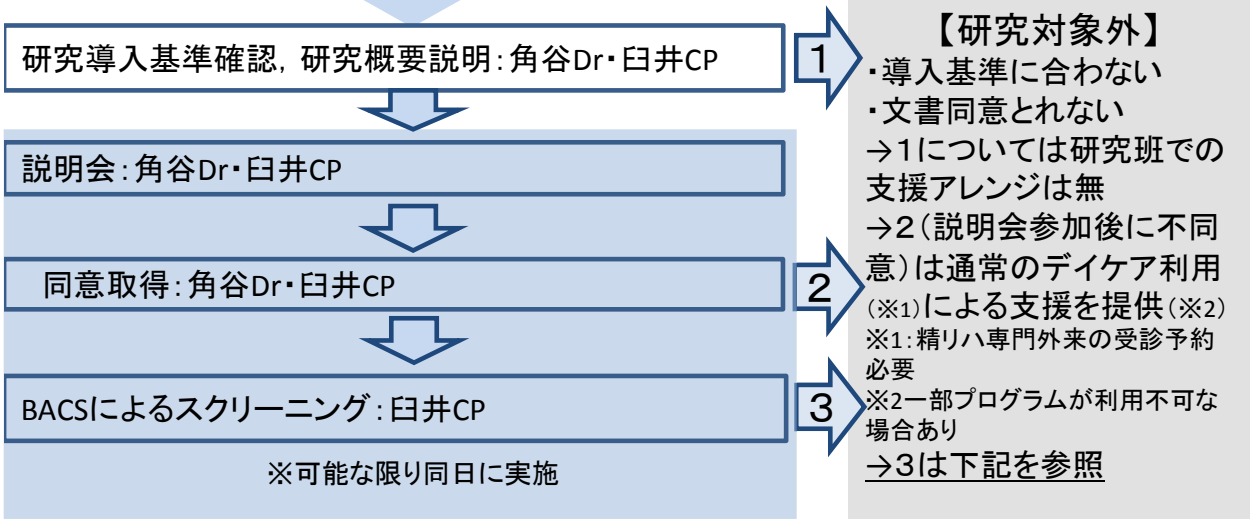 研究導入基準確認，研究概要説明：角谷Dr・臼井CP
1
説明会：角谷Dr・臼井CP
同意取得：角谷Dr・臼井CP
2
BACSによるスクリーニング：臼井CP
3
※可能な限り同日に実施
【研究対象外】
・導入基準に合わない
・文書同意とれない
→1については研究班での
支援アレンジは無
→2（説明会参加後に不同
意）は通常のデイケア利用
（※1）による支援を提供（※2）
※1：精リハ専門外来の受診予約
必要
※2一部プログラムが利用不可な
場合あり
→3は下記を参照